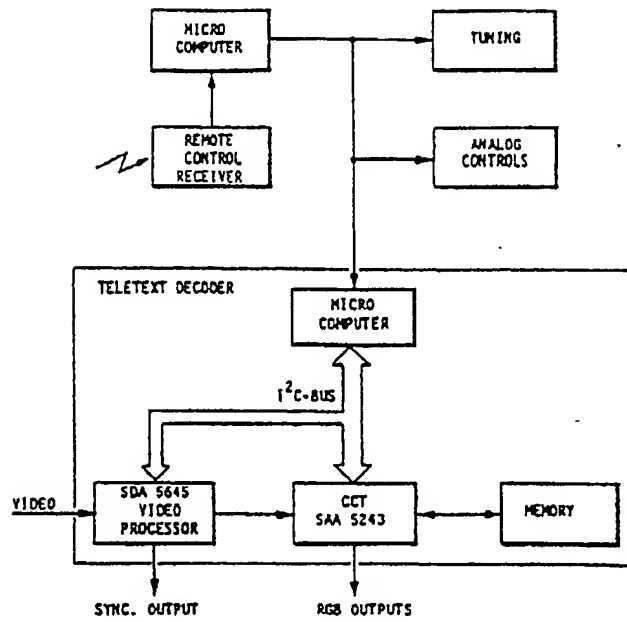 MICRO
COMPUTER
TUNING
REMOTE
CONTROL
RECEIVER
ANALOG
CONTROLS
TELETEXT DECODER
MICRO
COMPUTER
I²C-BUS
VIDEO
SDA 5645
VIDEO
PROCESSOR
CCT
SAA 5243
MEMORY
SYNC. OUTPUT
RGB OUTPUTS